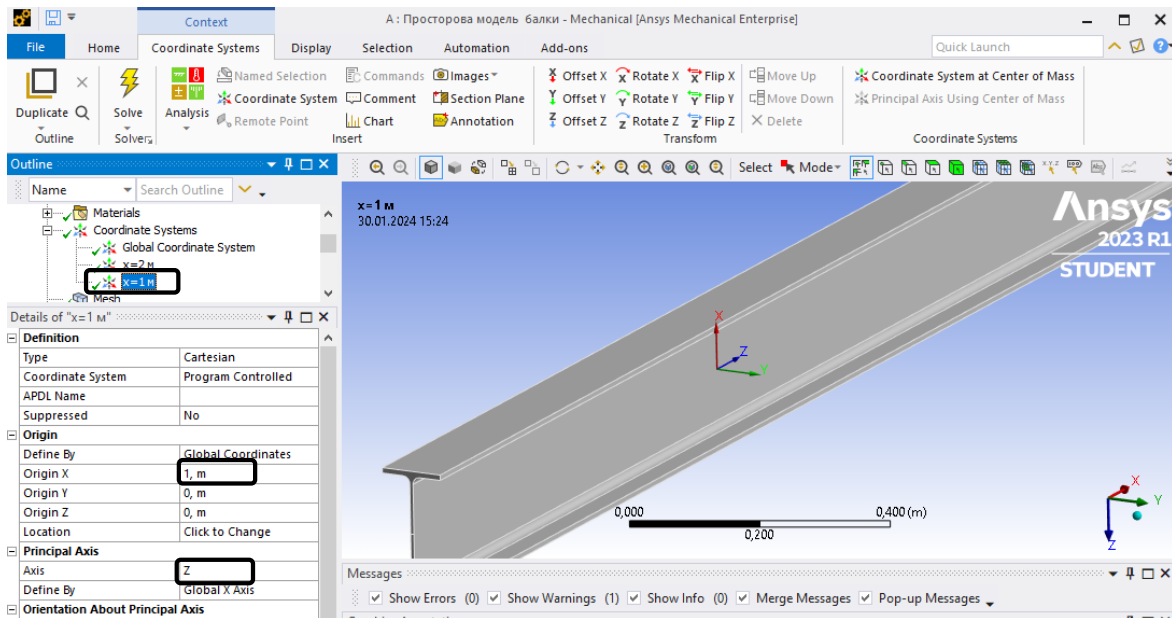 Context
A : Просторова модель балки - Mechanical [Ansys Mechanical Enterprise]
File Home Coordinate Systems Display Selection Automation Add-ons Quick Launch
Duplicate
Outline
Solve
Solvers
Analysis
Named Selection
Coordinate System
Remote Point
Commands
Comment
Chart
Images
Section Plane
Annotation
Insert
Offset X Rotate X Flip X Move Up
Offset Y Rotate Y Flip Y Move Down
Offset Z Rotate Z Flip Z Delete
Transform
Coordinate System at Center of Mass
Principal Axis Using Center of Mass
Coordinate Systems
Outline
Name Search Outline
Materials
Coordinate Systems
Global Coordinate System
x=2 м
x=1 м
Mesh
Select Mode
Details of "x=1 м"
Definition
Type Cartesian
Coordinate System Program Controlled
APDL Name
Suppressed No
Origin
Define By Global Coordinates
Origin X 1, m
Origin Y 0, m
Origin Z 0, m
Location Click to Change
Principal Axis
Axis Z
Define By Global X Axis
Orientation About Principal Axis
x=1 м
30.01.2024 15:24
Ansys
2023 R1
STUDENT
X
Z
Y
0,000 0,400 (m)
0,200
X
Y
Z
Messages
Show Errors (0) Show Warnings (1) Show Info (0) Merge Messages Pop-up Messages